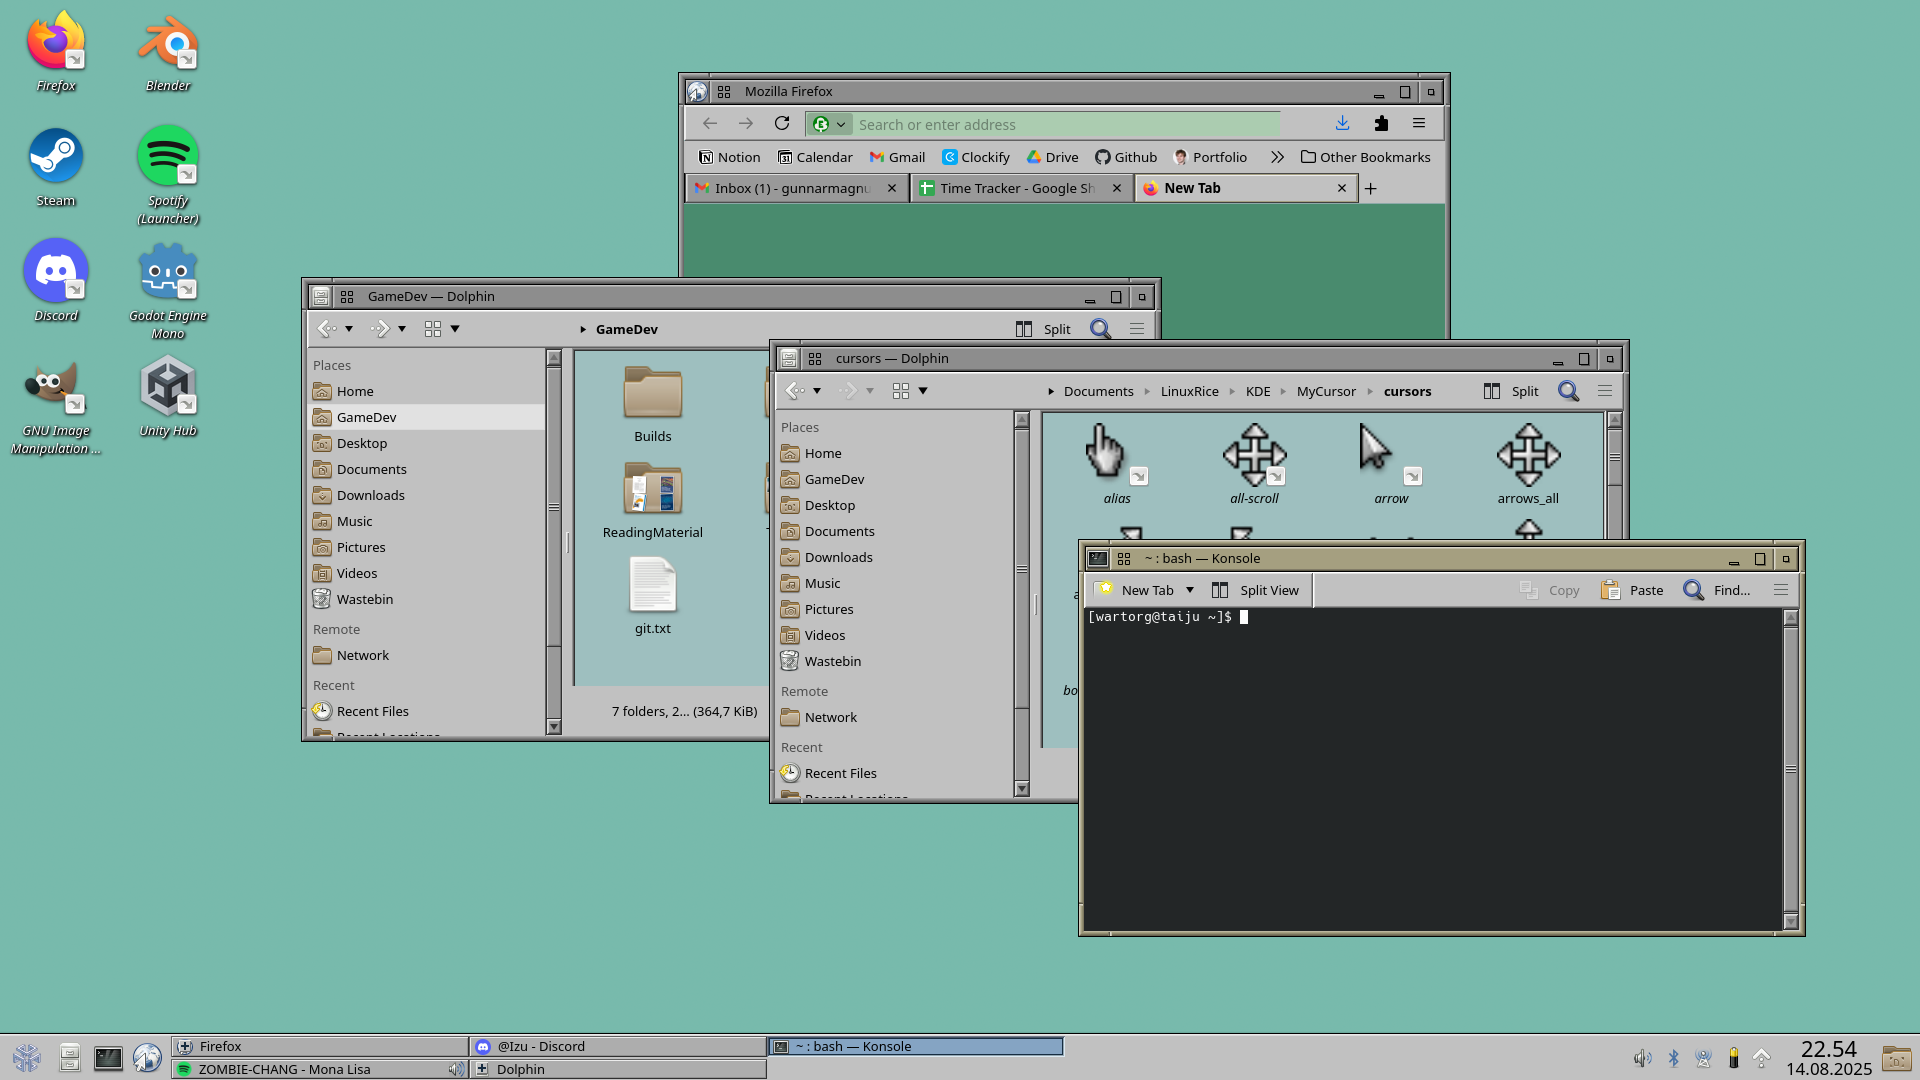 Firefox
Blender
Steam
Spotify
(Launcher)
Discord
Godot Engine
Mono
GNU Image
Manipulation ...
Unity Hub
Mozilla Firefox
Search or enter address
Notion
Calendar
Gmail
Clockify
Drive
Github
Portfolio
Other Bookmarks
Inbox (1) - gunnarmagnu
Time Tracker - Google Sh
New Tab
GameDev — Dolphin
GameDev
Split
Places
Home
GameDev
Desktop
Documents
Downloads
Music
Pictures
Videos
Wastebin
Remote
Network
Recent
Recent Files
Recent Locations
Builds
ReadingMaterial
git.txt
7 folders, 2... (364,7 KiB)
cursors — Dolphin
Documents
LinuxRice
KDE
MyCursor
cursors
Split
Places
Home
GameDev
Desktop
Documents
Downloads
Music
Pictures
Videos
Wastebin
Remote
Network
Recent
Recent Files
Recent Locations
alias
all-scroll
arrow
arrows_all
bo
~ : bash — Konsole
New Tab
Split View
Copy
Paste
Find...
[wartorg@taiju ~]$
Firefox
@Izu - Discord
~ : bash — Konsole
ZOMBIE-CHANG - Mona Lisa
Dolphin
22.54
14.08.2025